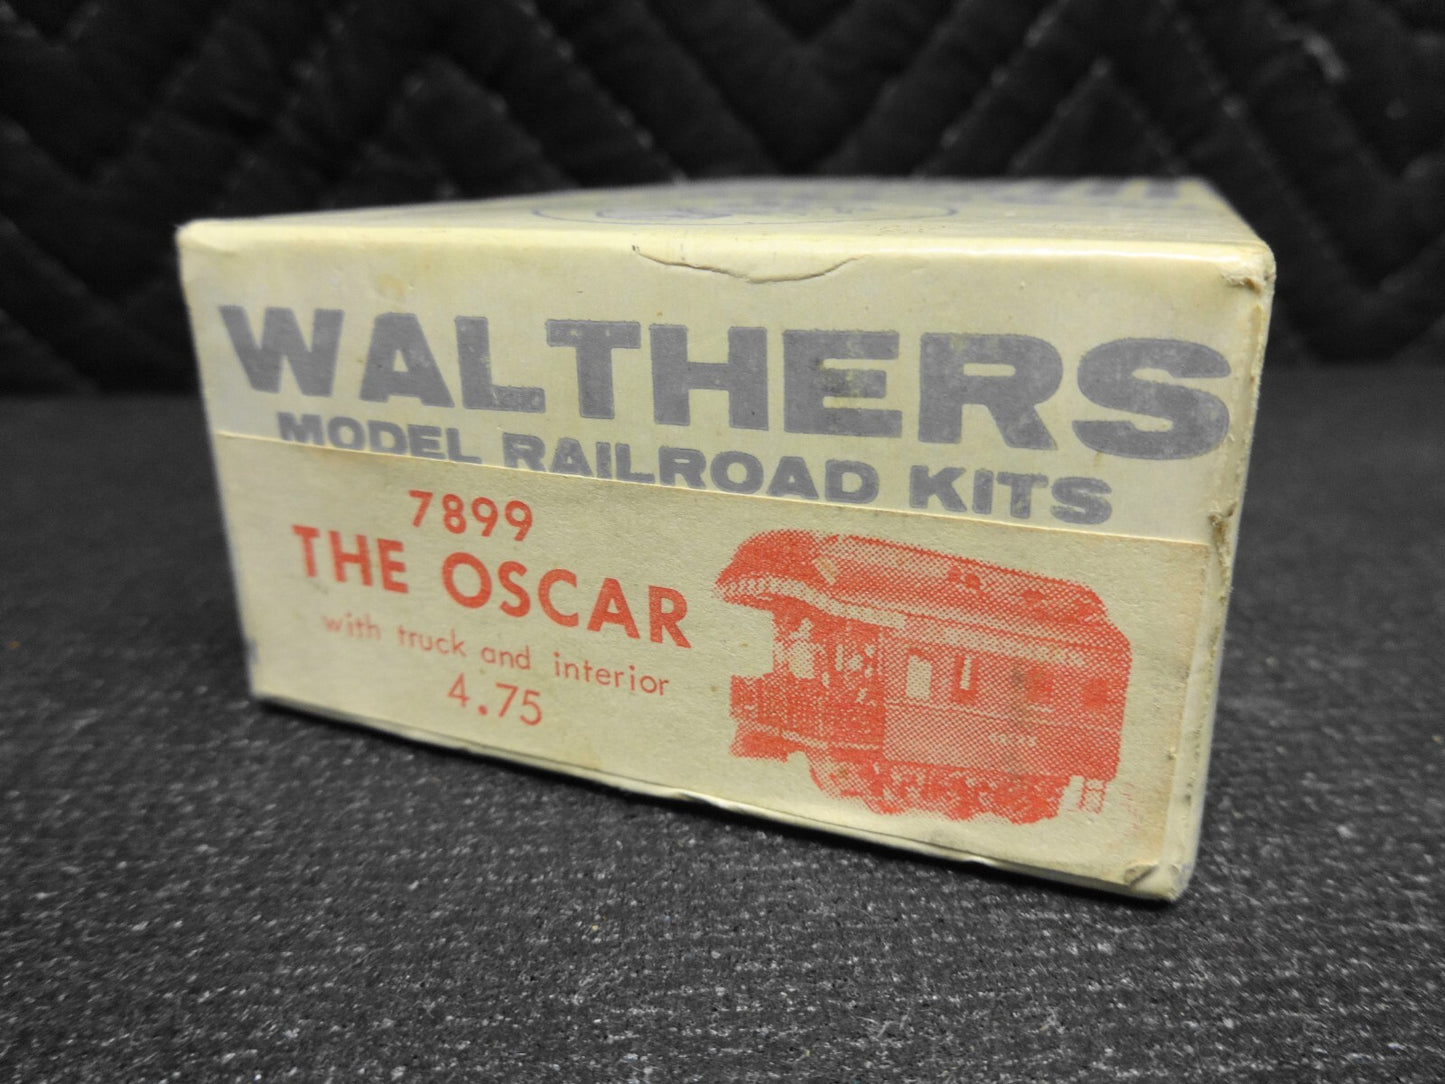 WALTHERS
MODEL RAILROAD KITS
7899
THE OSCAR
with truck and interior
4.75